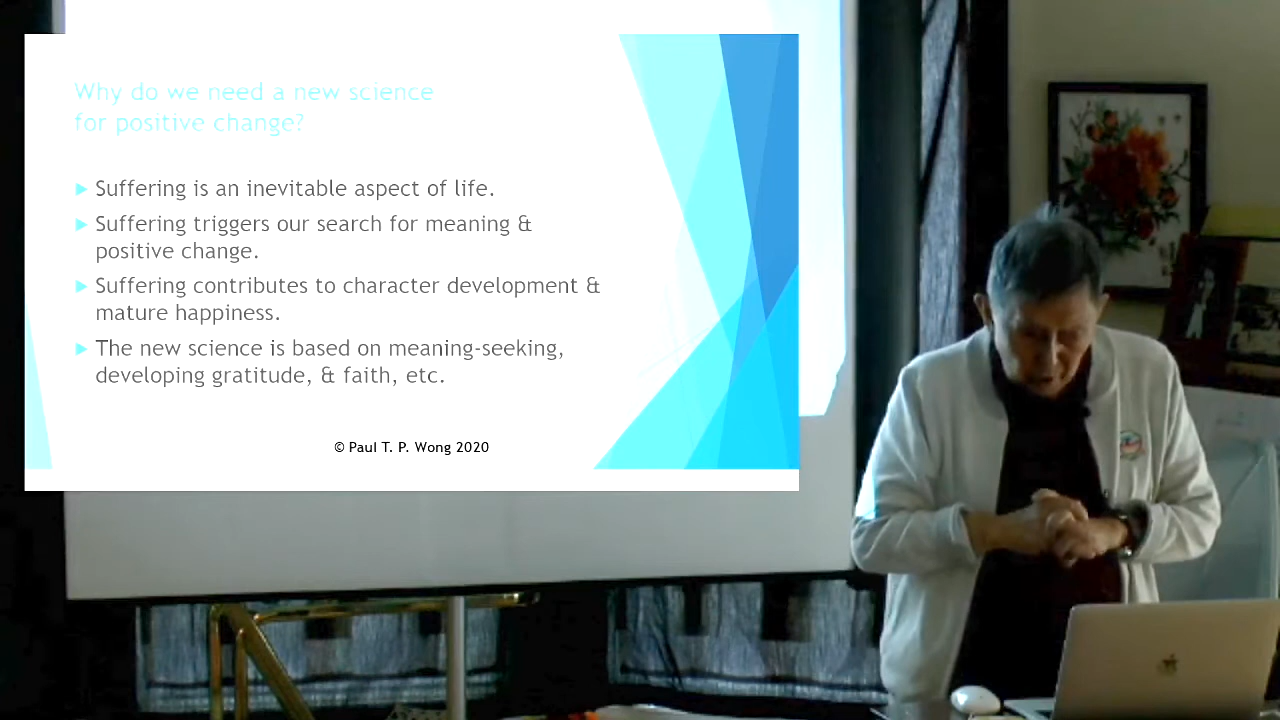 Why do we need a new science
for positive change?
▶ Suffering is an inevitable aspect of life.
▶ Suffering triggers our search for meaning &
positive change.
▶ Suffering contributes to character development &
mature happiness.
▶ The new science is based on meaning-seeking,
developing gratitude, & faith, etc.
© Paul T. P. Wong 2020